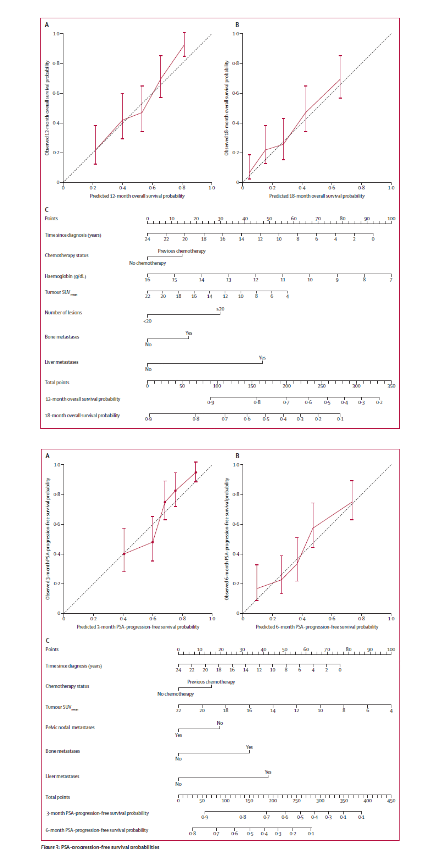 A
B
1·0
0·8
0·6
0·4
0·2
0
Observed 12-month overall survival probability
0 0·2 0·4 0·6 0·8 1·0
Predicted 12-month overall survival probability
1·0
0·8
0·6
0·4
0·2
0
Observed 18-month overall survival probability
0 0·2 0·4 0·6 0·8 1·0
Predicted 18-month overall survival probability
C
Points 0 10 20 30 40 50 60 70 80 90 100
Time since diagnosis (years) 24 22 20 18 16 14 12 10 8 6 4 2 0
Previous chemotherapy
Chemotherapy status
No chemotherapy
Haemoglobin (g/dL) 16 15 14 13 12 11 10 9 8 7
Tumour SUVmean 22 20 18 16 14 12 10 8 6 4
≥20
Number of lesions
<20
Yes
Bone metastases
No
Yes
Liver metastases
No
Total points 0 50 100 150 200 250 300 350
12-month overall survival probability 0·9 0·8 0·7 0·6 0·5 0·4 0·3 0·2
18-month overall survival probability 0·9 0·8 0·7 0·6 0·5 0·4 0·3 0·2 0·1
A
B
1·0
0·8
0·6
0·4
0·2
0
Observed 3-month PSA-progression-free survival probability
0 0·2 0·4 0·6 0·8 1·0
Predicted 3-month PSA-progression-free survival probability
1·0
0·8
0·6
0·4
0·2
0
Observed 6-month PSA-progression-free survival probability
0 0·2 0·4 0·6 0·8 1·0
Predicted 6-month PSA-progression-free survival probability
C
Points 0 10 20 30 40 50 60 70 80 90 100
Time since diagnosis (years) 24 22 20 18 16 14 12 10 8 6 4 2 0
Previous chemotherapy
Chemotherapy status
No chemotherapy
Tumour SUVmean 22 20 18 16 14 12 10 8 6 4
No
Pelvic nodal metastases
Yes
Yes
Bone metastases
No
Yes
Liver metastases
No
Total points 0 50 100 150 200 250 300 350 400 450
3-month PSA-progression-free survival probability 0·9 0·8 0·7 0·6 0·5 0·4 0·3 0·2 0·1
6-month PSA-progression-free survival probability 0·8 0·7 0·6 0·5 0·4 0·3 0·2 0·1
Figure 3: PSA-progression-free survival probabilities